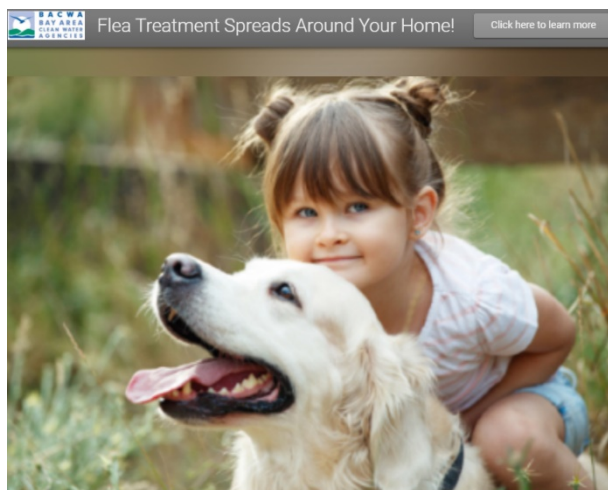 BACWA
BAY AREA
CLEAN WATER
AGENCIES
Flea Treatment Spreads Around Your Home!
Click here to learn more